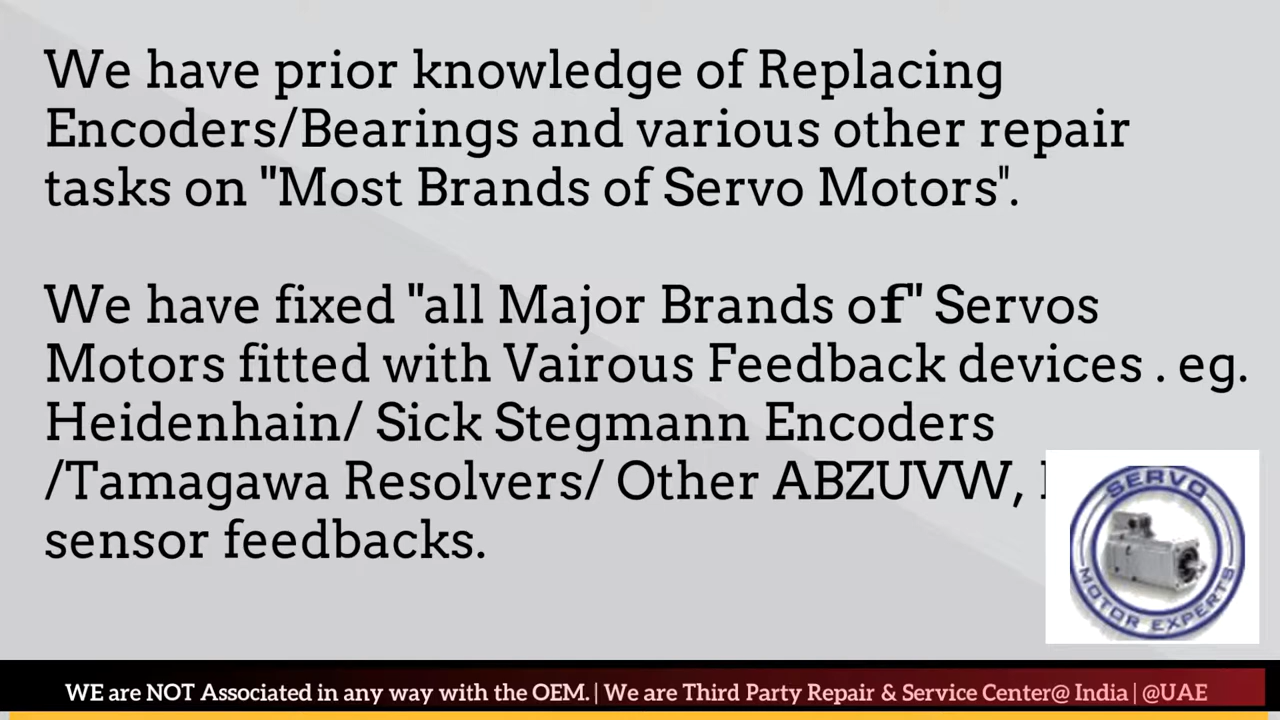 We have prior knowledge of Replacing
Encoders/Bearings and various other repair
tasks on "Most Brands of Servo Motors".
We have fixed "all Major Brands of" Servos
Motors fitted with Vairous Feedback devices . eg.
Heidenhain/ Sick Stegmann Encoders
/Tamagawa Resolvers/ Other ABZUVW,
sensor feedbacks.
SERVO
MOTOR EXPERTS
WE are NOT Associated in any way with the OEM. | We are Third Party Repair & Service Center@ India | @UAE